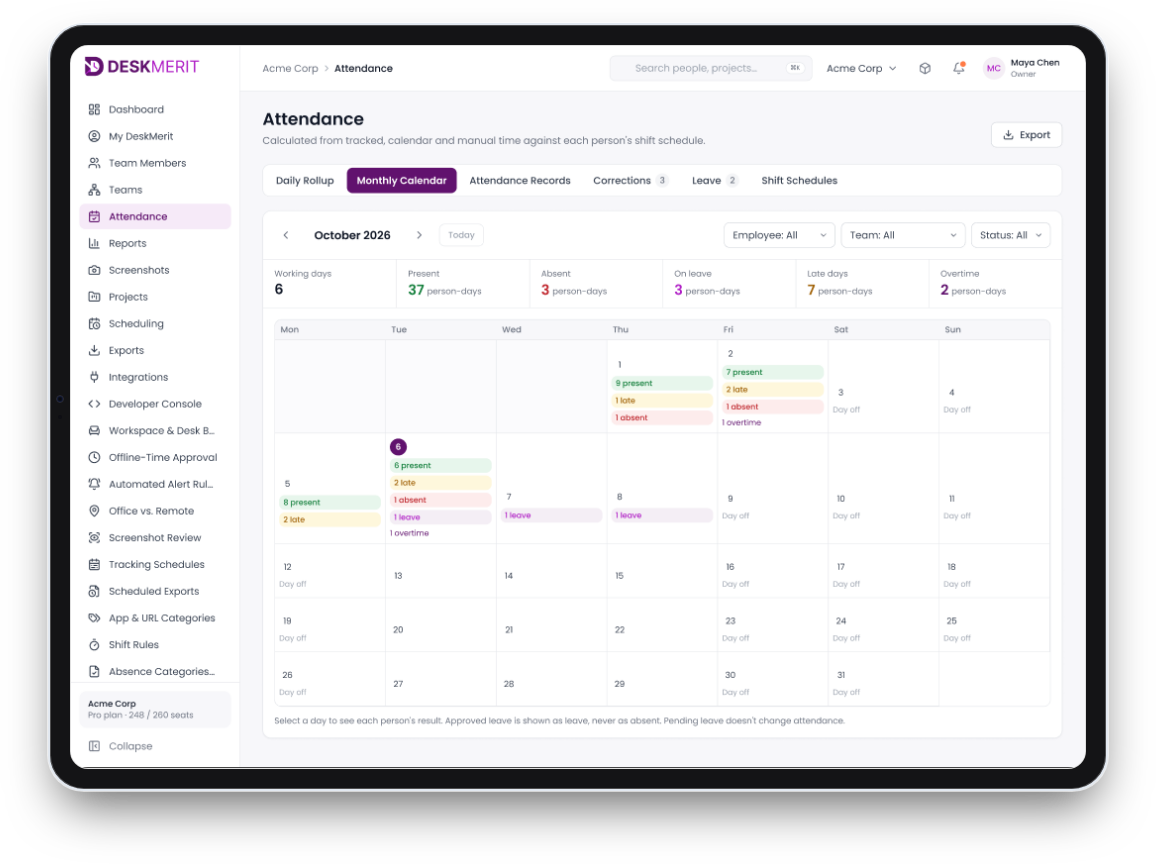 DESKMERIT
Acme Corp > Attendance
Search people, projects...
⌘K
Acme Corp
MC
Maya Chen
Owner
Dashboard
My DeskMerit
Team Members
Teams
Attendance
Reports
Screenshots
Projects
Scheduling
Exports
Integrations
Developer Console
Workspace & Desk B...
Offline-Time Approval
Automated Alert Rul...
Office vs. Remote
Screenshot Review
Tracking Schedules
Scheduled Exports
App & URL Categories
Shift Rules
Absence Categories...
Acme Corp
Pro plan · 248 / 260 seats
Collapse
Attendance
Calculated from tracked, calendar and manual time against each person's shift schedule.
Export
Daily Rollup Monthly Calendar Attendance Records Corrections 3 Leave 2 Shift Schedules
October 2026 Today
Employee: All Team: All Status: All
Working days
6
Present
37 person-days
Absent
3 person-days
On leave
3 person-days
Late days
7 person-days
Overtime
2 person-days
Mon Tue Wed Thu Fri Sat Sun
1
9 present
1 late
1 absent
2
7 present
2 late
1 absent
1 overtime
3
Day off
4
Day off
5
8 present
2 late
6
6 present
2 late
1 absent
1 leave
1 overtime
7
1 leave
8
1 leave
9
Day off
10
Day off
11
Day off
12
Day off
13
14
15
16
Day off
17
Day off
18
Day off
19
Day off
20
21
22
23
Day off
24
Day off
25
Day off
26
Day off
27
28
29
30
Day off
31
Day off
Select a day to see each person's result. Approved leave is shown as leave, never as absent. Pending leave doesn't change attendance.